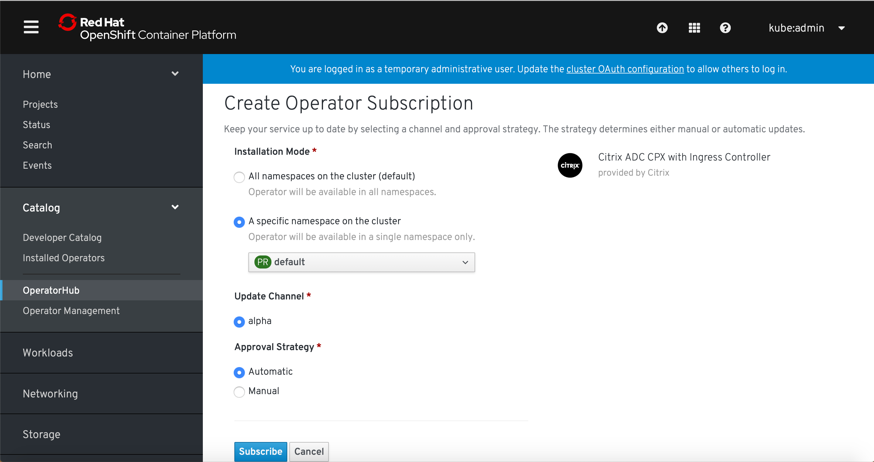 Red Hat
OpenShift Container Platform
kube:admin
Home
Projects
Status
Search
Events
Catalog
Developer Catalog
Installed Operators
OperatorHub
Operator Management
Workloads
Networking
Storage
You are logged in as a temporary administrative user. Update the cluster OAuth configuration to allow others to log in.
Create Operator Subscription
Keep your service up to date by selecting a channel and approval strategy. The strategy determines either manual or automatic updates.
Installation Mode *
All namespaces on the cluster (default)
Operator will be available in all namespaces.
A specific namespace on the cluster
Operator will be available in a single namespace only.
PR default
Update Channel *
alpha
Approval Strategy *
Automatic
Manual
Subscribe Cancel
citrix
Citrix ADC CPX with Ingress Controller
provided by Citrix